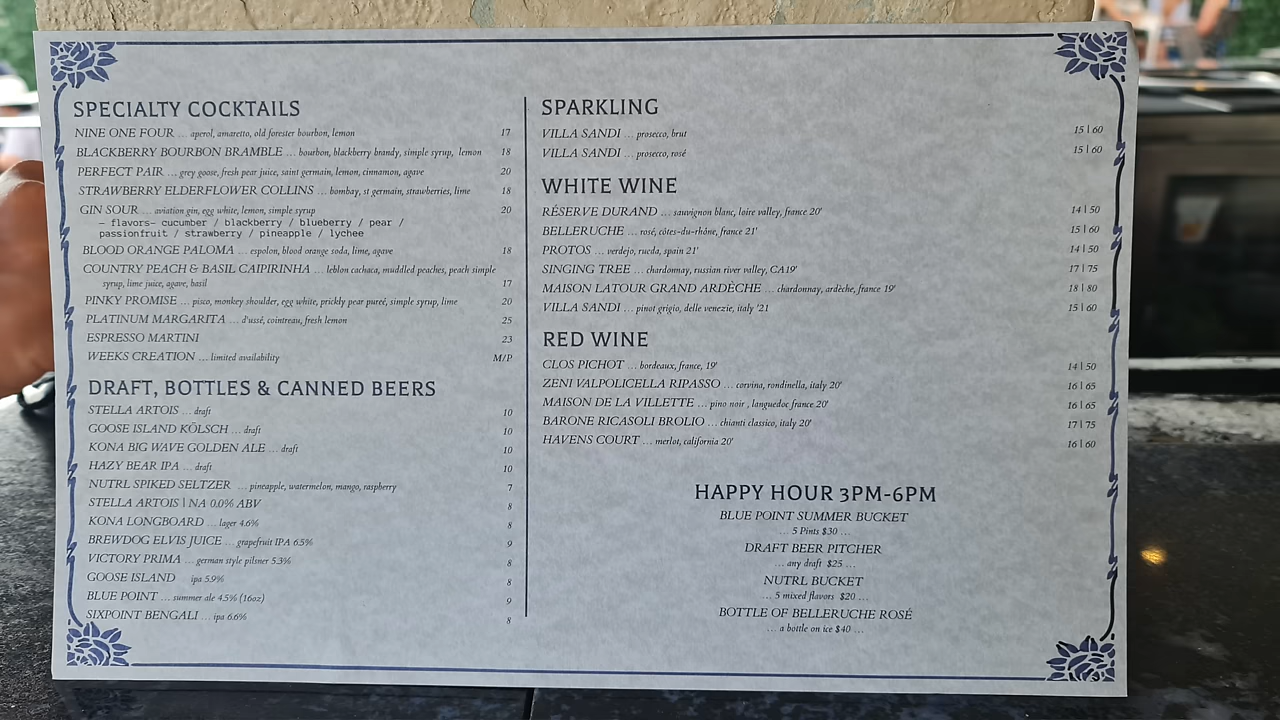 SPECIALTY COCKTAILS
NINE ONE FOUR ... aperol, amaretto, old forester bourbon, lemon 17
BLACKBERRY BOURBON BRAMBLE ... bourbon, blackberry brandy, simple syrup, lemon 18
PERFECT PAIR ... grey goose, fresh pear juice, saint germain, lemon, cinnamon, agave 20
STRAWBERRY ELDERFLOWER COLLINS ... bombay, st germain, strawberries, lime 18
GIN SOUR ... aviation gin, egg white, lemon, simple syrup 20
- flavors- cucumber / blackberry / blueberry / pear /
passionfruit / strawberry / pineapple / lychee
BLOOD ORANGE PALOMA ... espolon, blood orange soda, lime, agave 18
COUNTRY PEACH & BASIL CAIPIRINHA ... leblon cachaca, muddled peaches, peach simple
syrup, lime juice, agave, basil 17
PINKY PROMISE ... pisco, monkey shoulder, egg white, prickly pear pureé, simple syrup, lime 20
PLATINUM MARGARITA ... d'ussé, cointreau, fresh lemon 25
ESPRESSO MARTINI 23
WEEKS CREATION ... limited availability M/P
DRAFT, BOTTLES & CANNED BEERS
STELLA ARTOIS ... draft 10
GOOSE ISLAND KÖLSCH ... draft 10
KONA BIG WAVE GOLDEN ALE ... draft 10
HAZY BEAR IPA ... draft 10
NUTRL SPIKED SELTZER ... pineapple, watermelon, mango, raspberry 7
STELLA ARTOIS | NA 0.0% ABV 8
KONA LONGBOARD ... lager 4.6% 8
BREWDOG ELVIS JUICE ... grapefruit IPA 6.5% 9
VICTORY PRIMA ... german style pilsner 5.3% 8
GOOSE ISLAND ipa 5.9% 8
BLUE POINT ... summer ale 4.5% (16oz) 9
SIXPOINT BENGALI ... ipa 6.6% 8
SPARKLING
VILLA SANDI ... prosecco, brut 15 | 60
VILLA SANDI ... prosecco, rosé 15 | 60
WHITE WINE
RÉSERVE DURAND ... sauvignon blanc, loire valley, france 20' 14 | 50
BELLERUCHE ... rosé, côtes-du-rhône, france 21' 15 | 60
PROTOS ... verdejo, rueda, spain 21' 14 | 50
SINGING TREE ... chardonnay, russian river valley, CA19' 17 | 75
MAISON LATOUR GRAND ARDÈCHE ... chardonnay, ardèche, france 19' 18 | 80
VILLA SANDI ... pinot grigio, delle venezie, italy '21 15 | 60
RED WINE
CLOS PICHOT ... bordeaux, france, 19' 14 | 50
ZENI VALPOLICELLA RIPASSO ... corvina, rondinella, italy 20' 16 | 65
MAISON DE LA VILLETTE ... pino noir , languedoc france 20' 16 | 65
BARONE RICASOLI BROLIO ... chianti classico, italy 20' 17 | 75
HAVENS COURT ... merlot, california 20' 16 | 60
HAPPY HOUR 3PM-6PM
BLUE POINT SUMMER BUCKET
... 5 Pints $30 ...
DRAFT BEER PITCHER
... any draft $25 ...
NUTRL BUCKET
... 5 mixed flavors $20 ...
BOTTLE OF BELLERUCHE ROSÉ
... a bottle on ice $40 ...